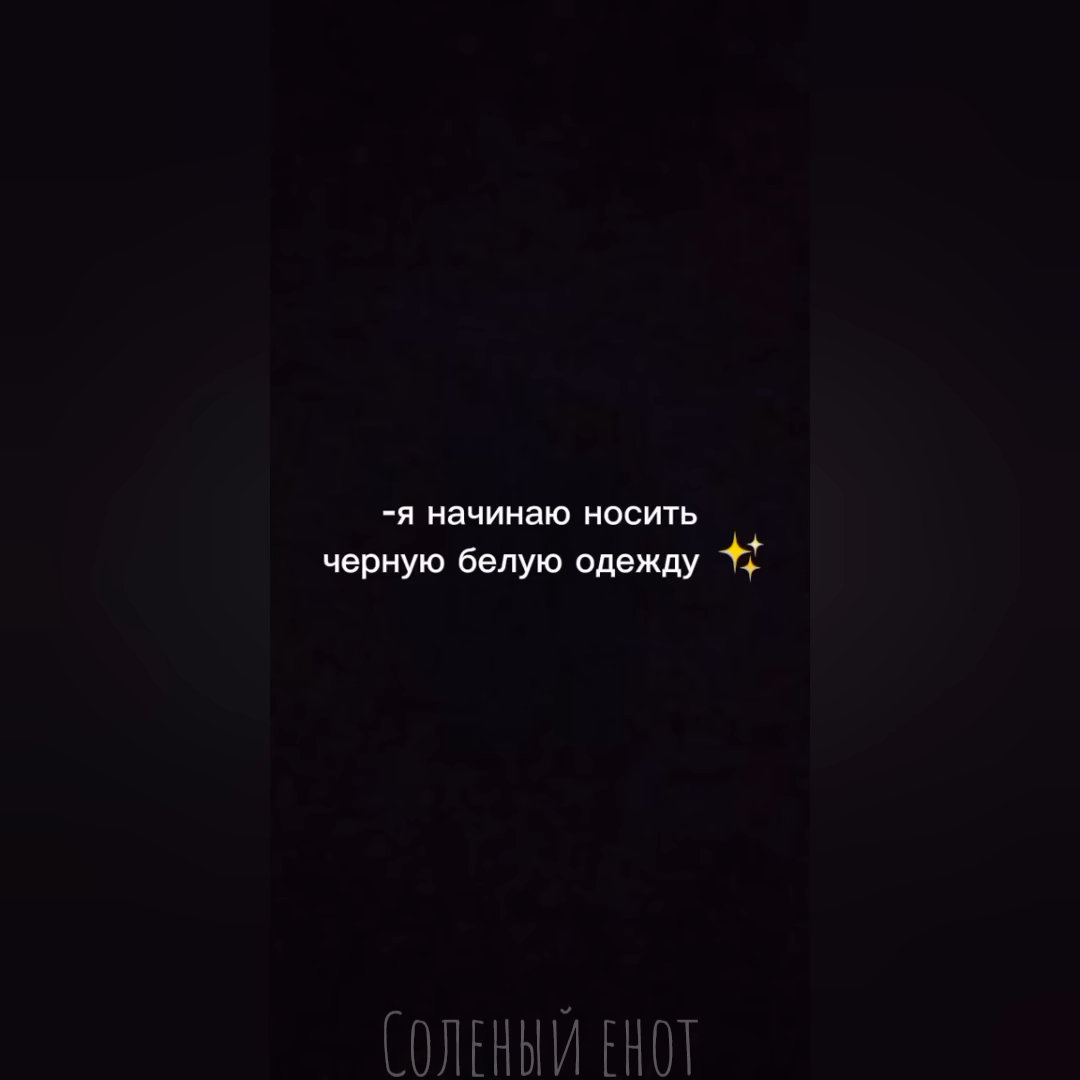 -я начинаю носить
черную белую одежду ✨
Соленый енот